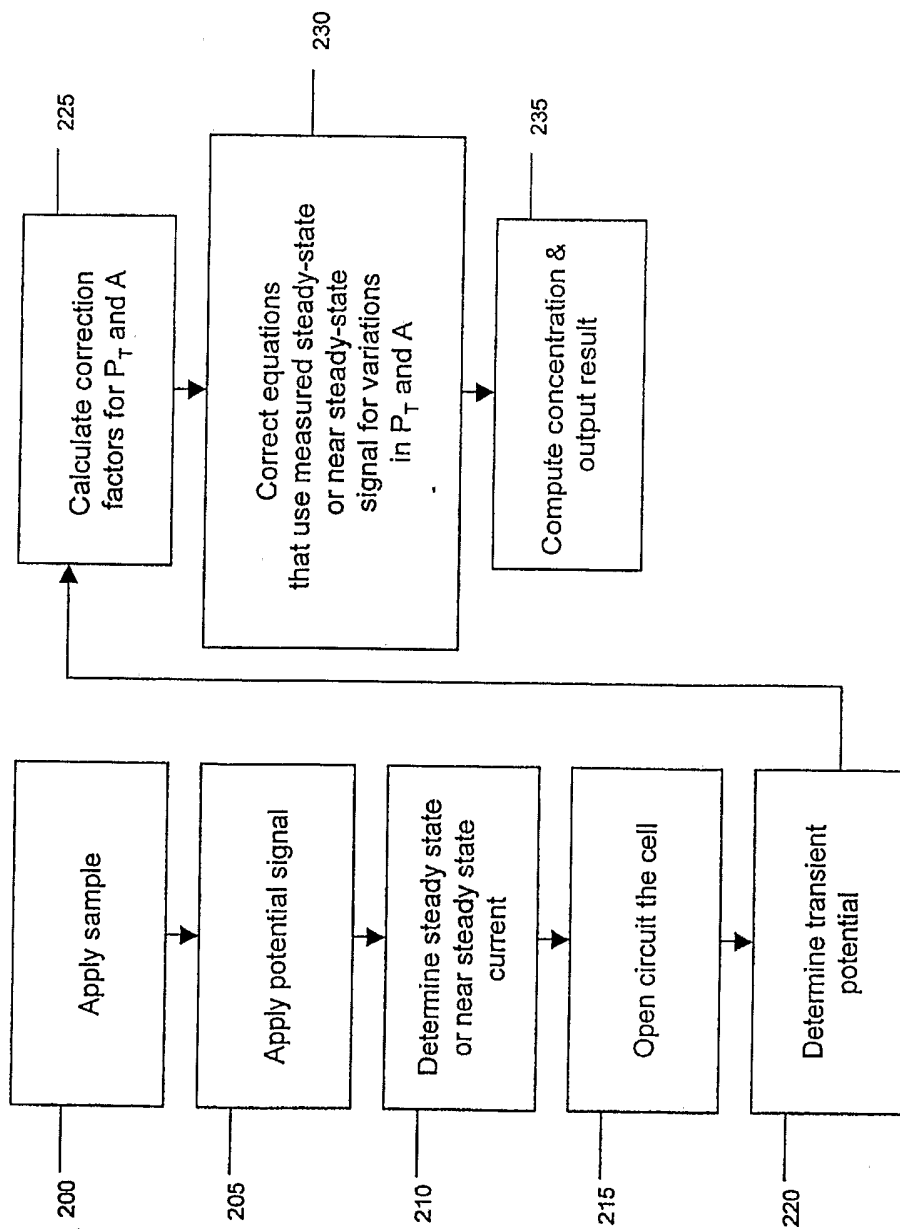 200
Apply sample
205
Apply potential signal
210
Determine steady state
or near steady state
current
215
Open circuit the cell
220
Determine transient
potential
225
Calculate correction
factors for P_T and A
230
Correct equations
that use measured steady-state
or near steady-state
signal for variations
in P_T and A
235
Compute concentration &
output result